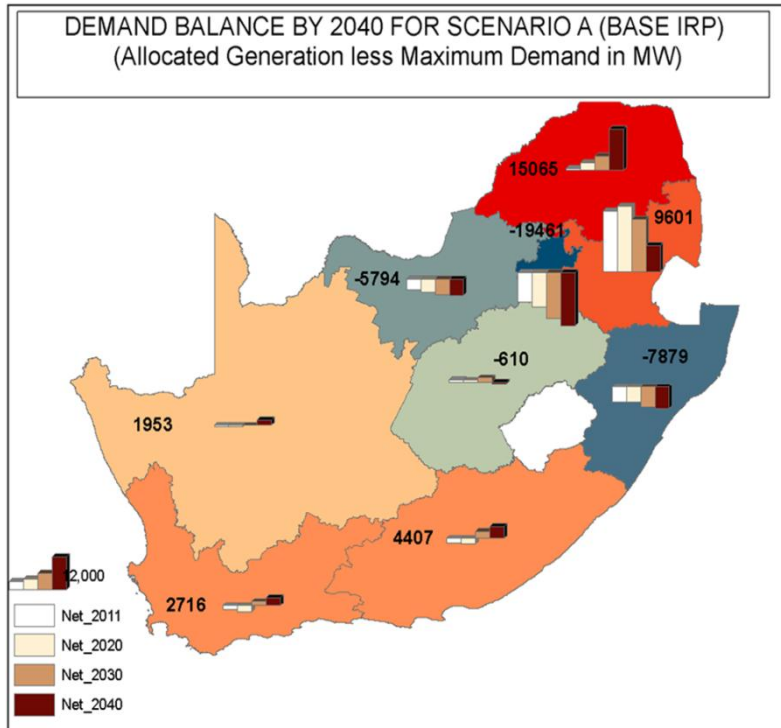 DEMAND BALANCE BY 2040 FOR SCENARIO A (BASE IRP)
(Allocated Generation less Maximum Demand in MW)
15065
9601
-19461
-5794
-610
-7879
1953
4407
2716
12,000
Net_2011
Net_2020
Net_2030
Net_2040